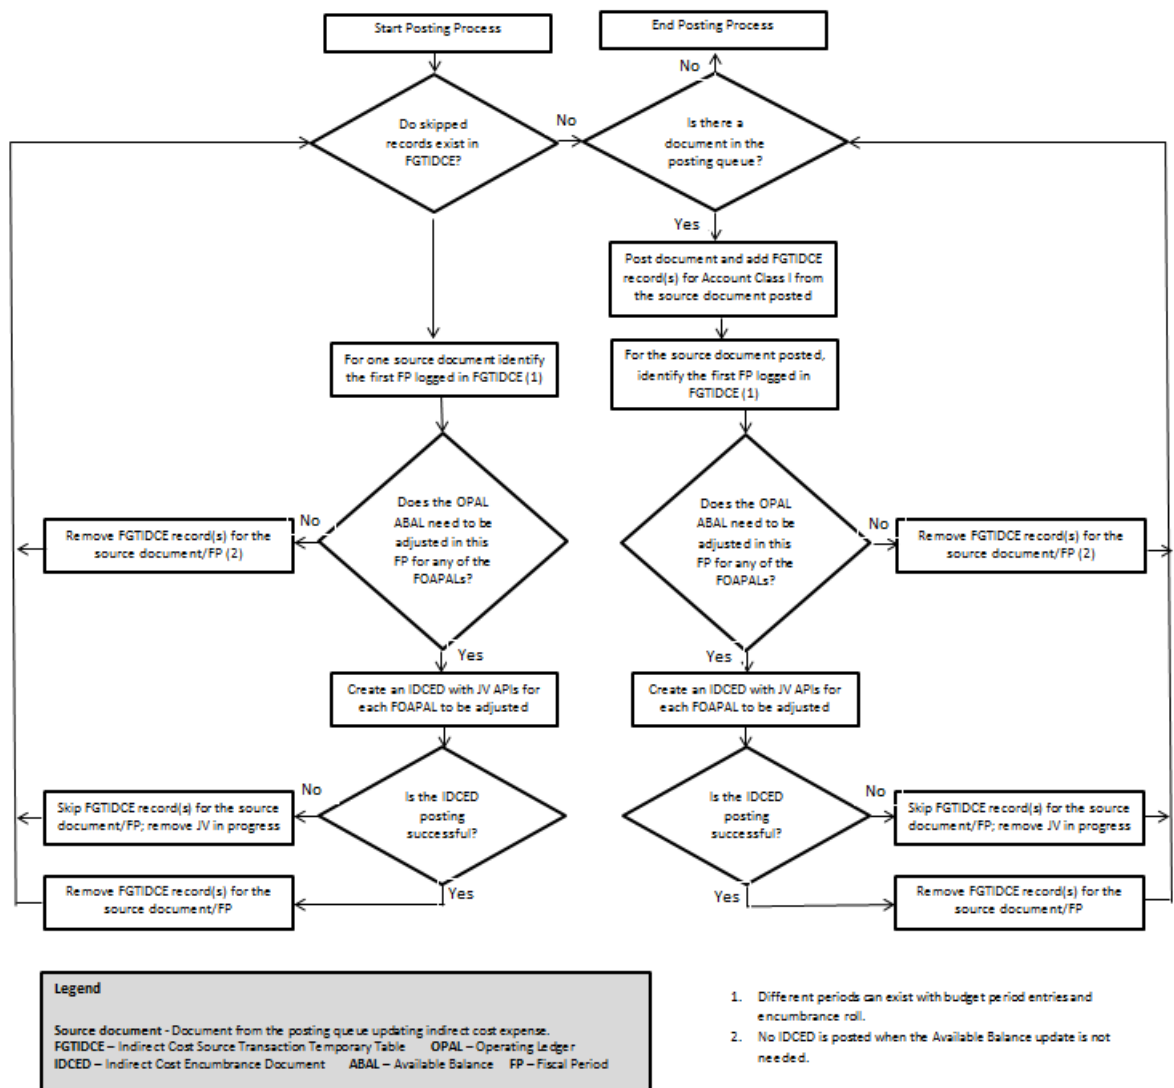 Start Posting Process
End Posting Process
No
Do skipped
records exist in
FGTIDCE?
No
Is there a
document in the
posting queue?
Yes
Post document and add FGTIDCE
record(s) for Account Class I from
the source document posted
For one source document identify
the first FP logged in FGTIDCE (1)
For the source document posted,
identify the first FP logged in
FGTIDCE (1)
Does the OPAL
ABAL need to be
adjusted in this
FP for any of the
FOAPALs?
No
Remove FGTIDCE record(s) for the
source document/FP (2)
Does the OPAL
ABAL need to be
adjusted in this
FP for any of the
FOAPALs?
No
Remove FGTIDCE record(s) for the
source document/FP (2)
Yes
Yes
Create an IDCED with JV APIs for
each FOAPAL to be adjusted
Create an IDCED with JV APIs for
each FOAPAL to be adjusted
Is the IDCED
posting
successful?
No
Skip FGTIDCE record(s) for the source
document/FP; remove JV in progress
Is the IDCED
posting
successful?
No
Skip FGTIDCE record(s) for the source
document/FP; remove JV in progress
Yes
Remove FGTIDCE record(s) for the
source document/FP
Yes
Remove FGTIDCE record(s) for the
source document/FP
Legend
Source document - Document from the posting queue updating indirect cost expense.
FGTIDCE – Indirect Cost Source Transaction Temporary Table OPAL – Operating Ledger
IDCED – Indirect Cost Encumbrance Document ABAL – Available Balance FP – Fiscal Period
1. Different periods can exist with budget period entries and
encumbrance roll.
2. No IDCED is posted when the Available Balance update is not
needed.